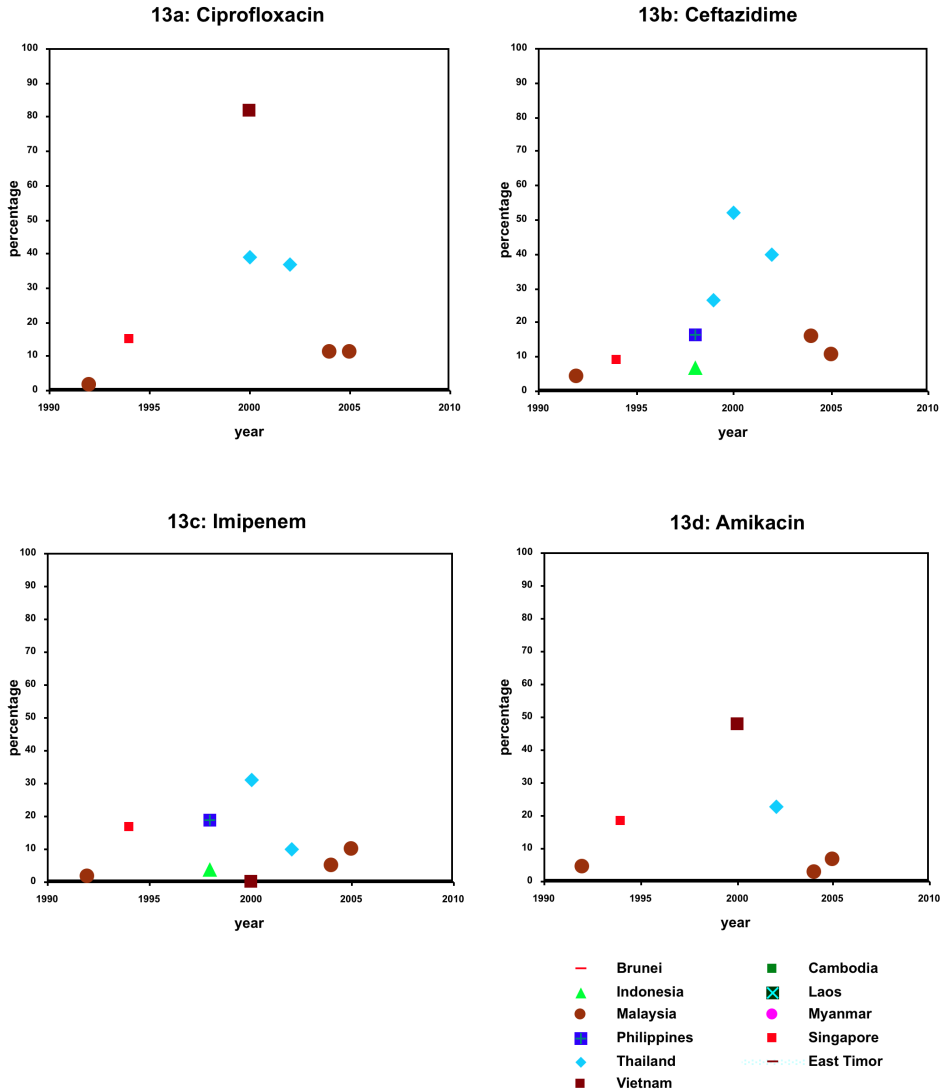 13a: Ciprofloxacin
percentage
100
90
80
70
60
50
40
30
20
10
0
1990 1995 2000 2005 2010
year
13b: Ceftazidime
percentage
100
90
80
70
60
50
40
30
20
10
0
1990 1995 2000 2005 2010
year
13c: Imipenem
percentage
100
90
80
70
60
50
40
30
20
10
0
1990 1995 2000 2005 2010
year
13d: Amikacin
percentage
100
90
80
70
60
50
40
30
20
10
0
1990 1995 2000 2005 2010
year
Brunei
Indonesia
Malaysia
Philippines
Thailand
Vietnam
Cambodia
Laos
Myanmar
Singapore
East Timor